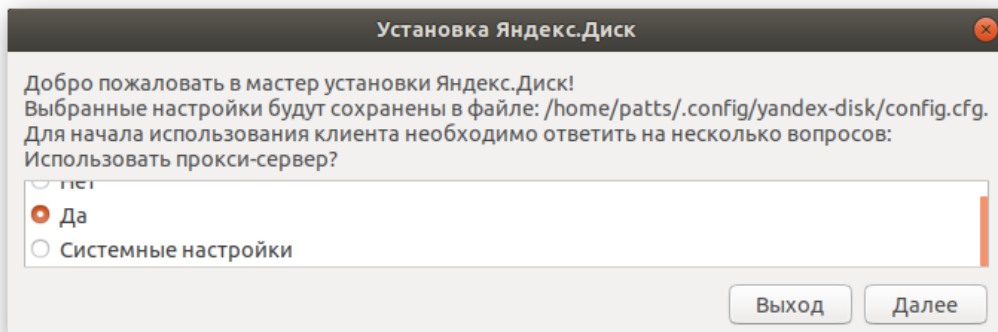 Установка Яндекс.Диск
Добро пожаловать в мастер установки Яндекс.Диск!
Выбранные настройки будут сохранены в файле: /home/patts/.config/yandex-disk/config.cfg.
Для начала использования клиента необходимо ответить на несколько вопросов:
Использовать прокси-сервер?
Нет
Да
Системные настройки
Выход Далее